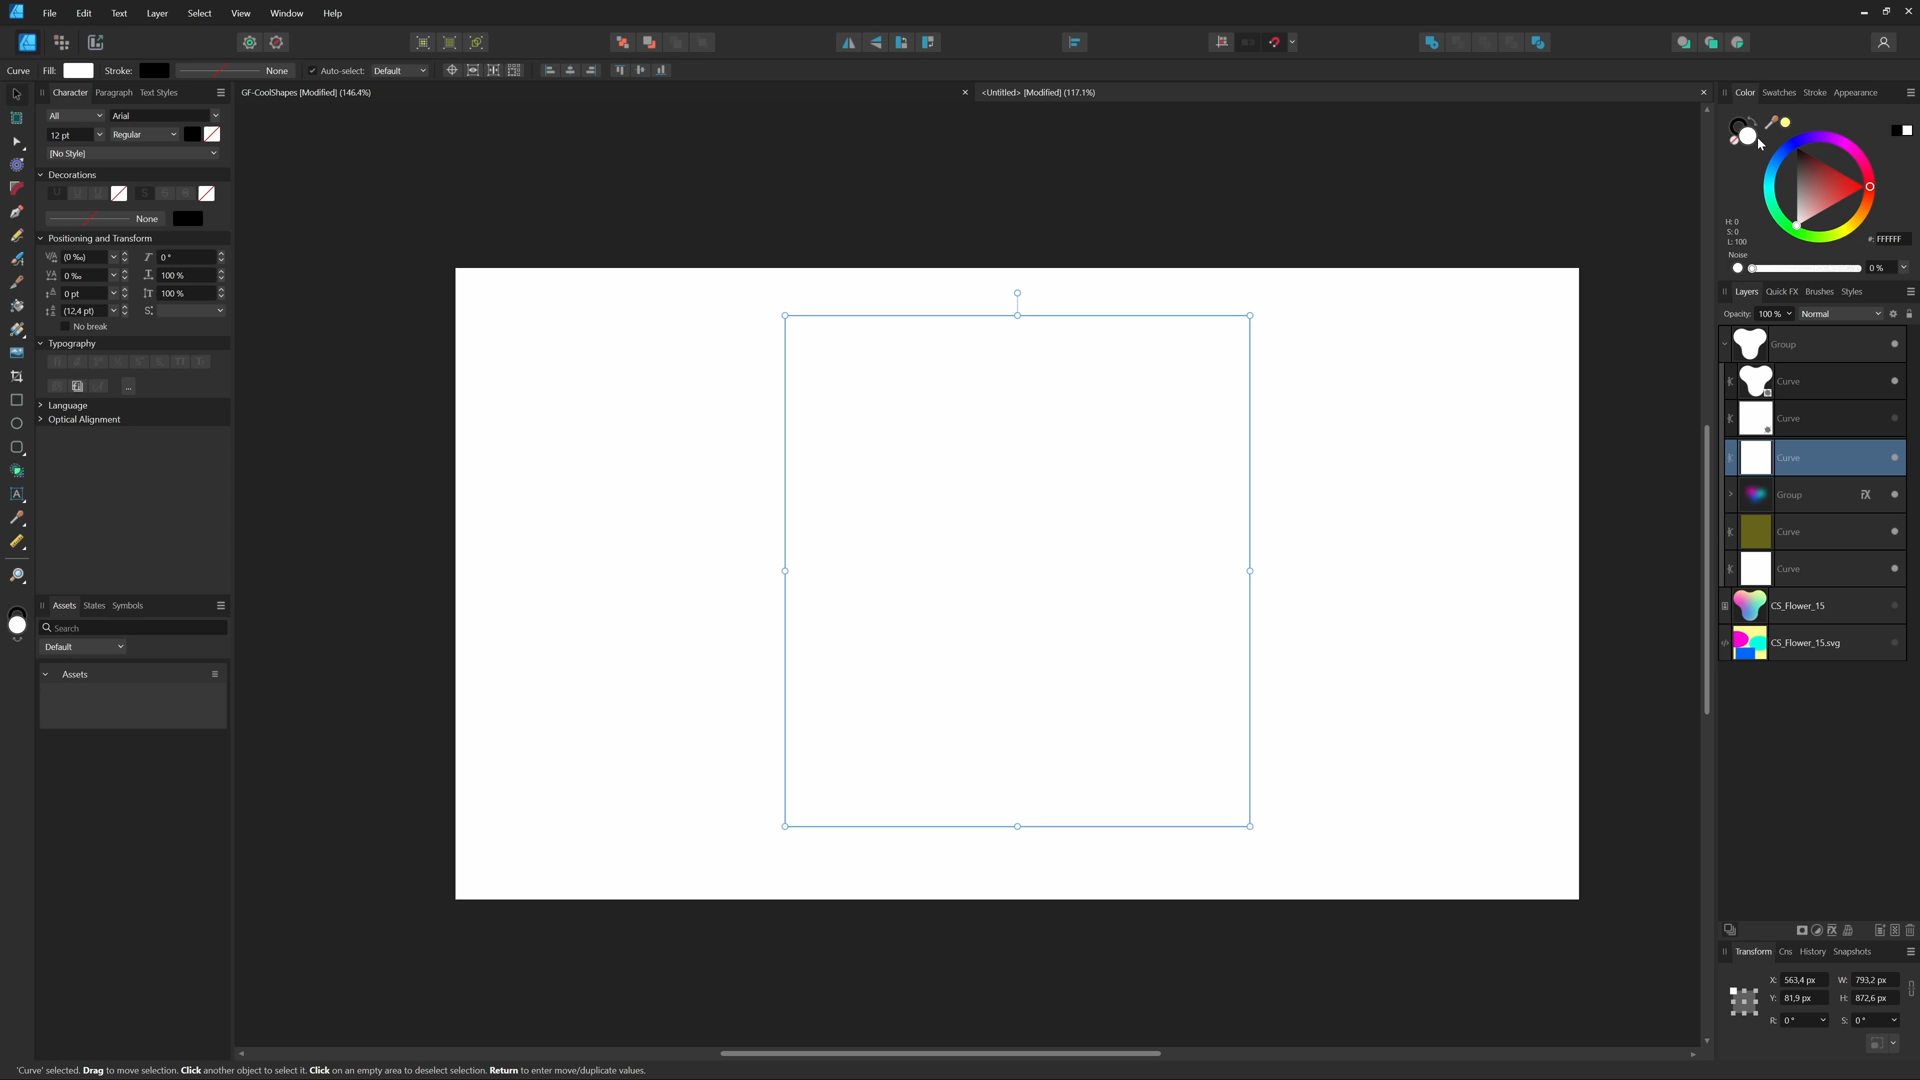 File Edit Text Layer Select View Window Help
Curve Fill: Stroke: None Auto-select: Default
Character Paragraph Text Styles
GF-CoolShapes [Modified] (146.4%)
<Untitled> [Modified] (117.1%)
Color Swatches Stroke Appearance
All Arial
12 pt Regular
[No Style]
Decorations
None
Positioning and Transform
(0 ‰) 0 °
0 ‰ 100 %
0 pt 100 %
(12,4 pt)
No break
Typography
...
Language
Optical Alignment
Assets States Symbols
Search
Default
Assets
H: 0
S: 0
L: 100
#: FFFFFF
Noise
0 %
Layers Quick FX Brushes Styles
Opacity: 100 % Normal
Group
Curve
Curve
Curve
Group
Curve
Curve
CS_Flower_15
CS_Flower_15.svg
Transform Cns History Snapshots
X: 563,4 px W: 793,2 px
Y: 81,9 px H: 872,6 px
R: 0 ° S: 0 °
'Curve' selected. Drag to move selection. Click another object to select it. Click on an empty area to deselect selection. Return to enter move/duplicate values.